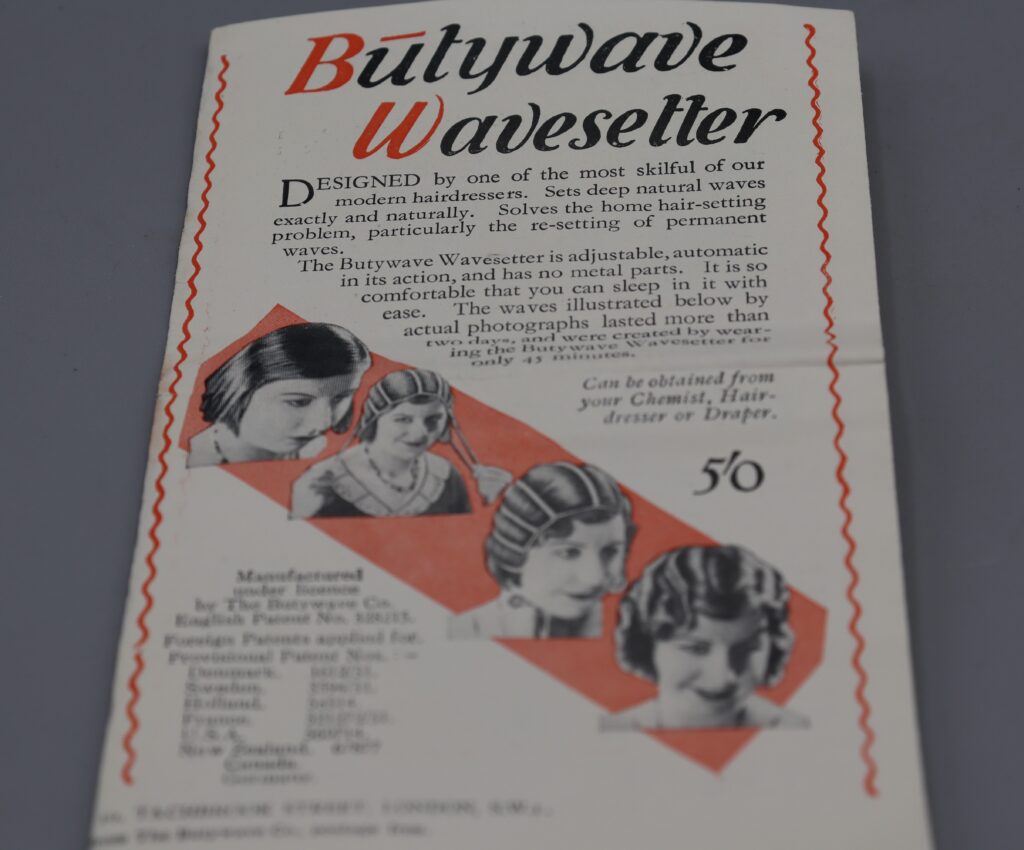 Būtywave
Wavesetter
DESIGNED by one of the most skilful of our
modern hairdressers. Sets deep natural waves
exactly and naturally. Solves the home hair-setting
problem, particularly the re-setting of permanent
waves.
The Butywave Wavesetter is adjustable, automatic
in its action, and has no metal parts. It is so
comfortable that you can sleep in it with
ease. The waves illustrated below by
actual photographs lasted more than
two days, and were created by wear-
ing the Butywave Wavesetter for
only 45 minutes.
Can be obtained from
your Chemist, Hair-
dresser or Draper.
5'0
Manufactured
under licence
by The Butywave Co.
English Patent No.
Foreign Patents applied for.
Provisional Patent Nos. :—
Denmark.
Sweden.
Holland.
France.
U.S.A.
New Zealand.
Canada.
Germany.
TACHBROOK STREET, LONDON, S.W.1.
The Butywave Co.,